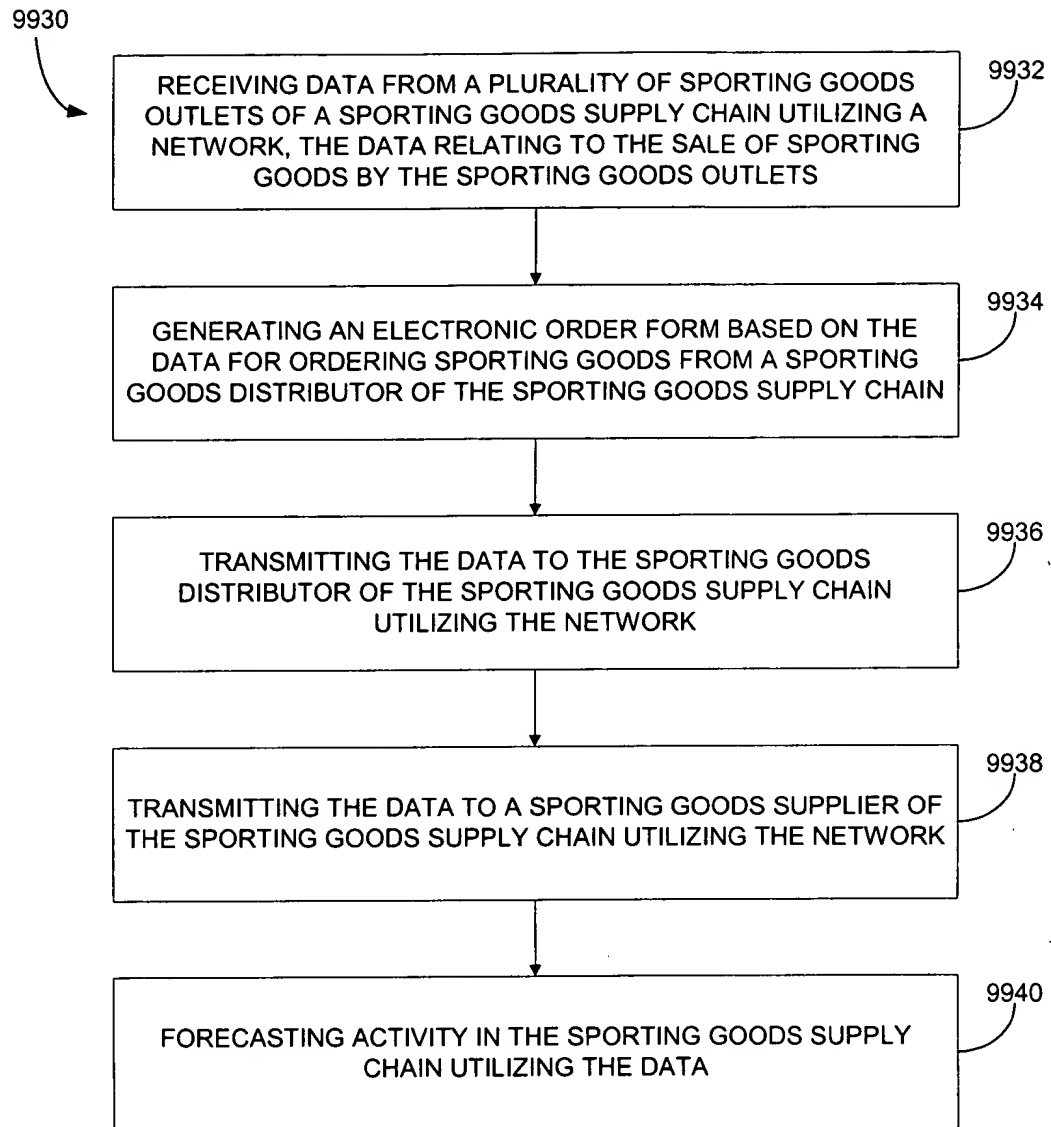 9930
RECEIVING DATA FROM A PLURALITY OF SPORTING GOODS
OUTLETS OF A SPORTING GOODS SUPPLY CHAIN UTILIZING A
NETWORK, THE DATA RELATING TO THE SALE OF SPORTING
GOODS BY THE SPORTING GOODS OUTLETS
9932
GENERATING AN ELECTRONIC ORDER FORM BASED ON THE
DATA FOR ORDERING SPORTING GOODS FROM A SPORTING
GOODS DISTRIBUTOR OF THE SPORTING GOODS SUPPLY CHAIN
9934
TRANSMITTING THE DATA TO THE SPORTING GOODS
DISTRIBUTOR OF THE SPORTING GOODS SUPPLY CHAIN
UTILIZING THE NETWORK
9936
TRANSMITTING THE DATA TO A SPORTING GOODS SUPPLIER OF
THE SPORTING GOODS SUPPLY CHAIN UTILIZING THE NETWORK
9938
FORECASTING ACTIVITY IN THE SPORTING GOODS SUPPLY
CHAIN UTILIZING THE DATA
9940